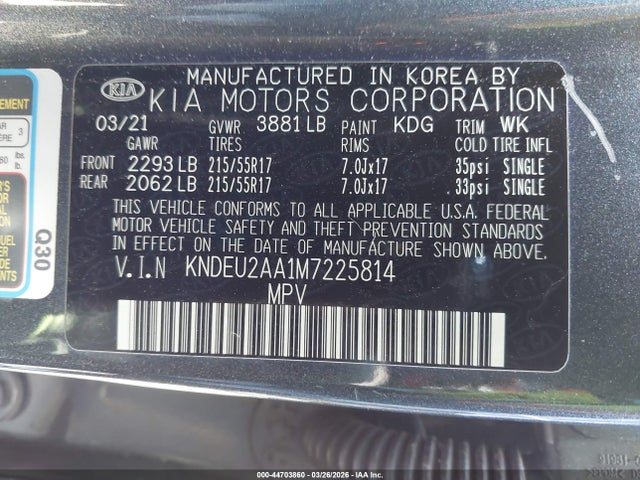 MANUFACTURED IN KOREA BY
KIA KIA MOTORS CORPORATION
03/21 GVWR 3881 LB PAINT KDG TRIM WK
GAWR TIRES RIMS COLD TIRE INFL
FRONT 2293 LB 215/55R17 7.0Jx17 35psi SINGLE
REAR 2062 LB 215/55R17 7.0Jx17 33psi SINGLE
THIS VEHICLE CONFORMS TO ALL APPLICABLE U.S.A. FEDERAL
MOTOR VEHICLE SAFETY AND THEFT PREVENTION STANDARDS
IN EFFECT ON THE DATE OF MANUFACTURE SHOWN ABOVE.
V.I.N KNDEU2AA1M7225814
MPV
Q30
000-44703860 | 03/26/2026 | IAA Inc.